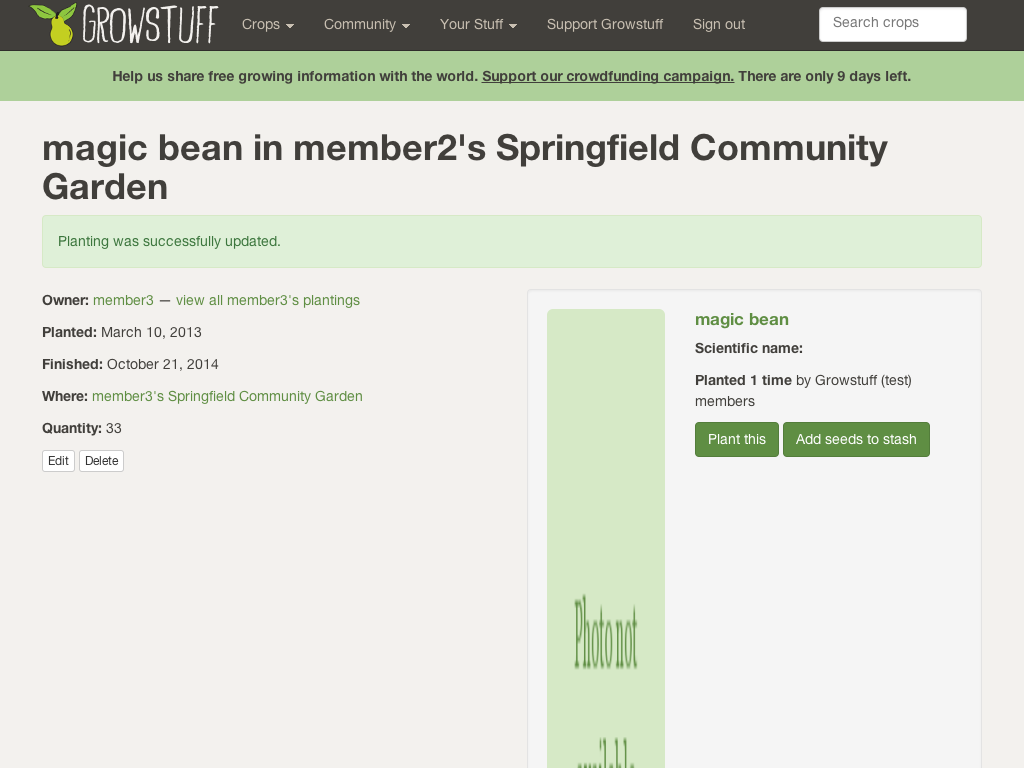 GROWSTUFF
Crops
Community
Your Stuff
Support Growstuff
Sign out
Search crops
Help us share free growing information with the world. Support our crowdfunding campaign. There are only 9 days left.
magic bean in member2's Springfield Community
Garden
Planting was successfully updated.
Owner: member3 — view all member3's plantings
Planted: March 10, 2013
Finished: October 21, 2014
Where: member3's Springfield Community Garden
Quantity: 33
Edit
Delete
Photo not
magic bean
Scientific name:
Planted 1 time by Growstuff (test)
members
Plant this
Add seeds to stash